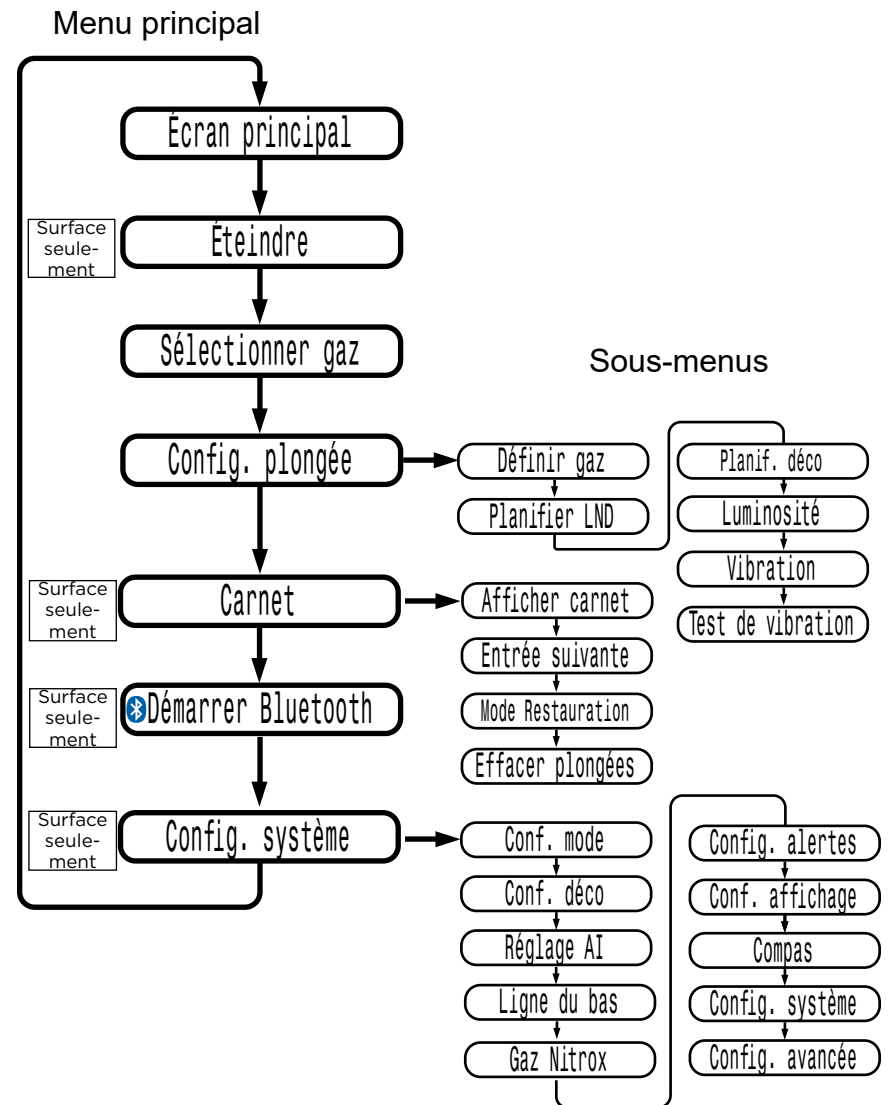 Menu principal
Écran principal
Surface
seule-
ment
Éteindre
Sélectionner gaz
Sous-menus
Config. plongée
Définir gaz
Planifier LND
Planif. déco
Luminosité
Vibration
Test de vibration
Surface
seule-
ment
Carnet
Afficher carnet
Entrée suivante
Mode Restauration
Effacer plongées
Surface
seule-
ment
Démarrer Bluetooth
Surface
seule-
ment
Config. système
Conf. mode
Conf. déco
Réglage AI
Ligne du bas
Gaz Nitrox
Config. alertes
Conf. affichage
Compas
Config. système
Config. avancée